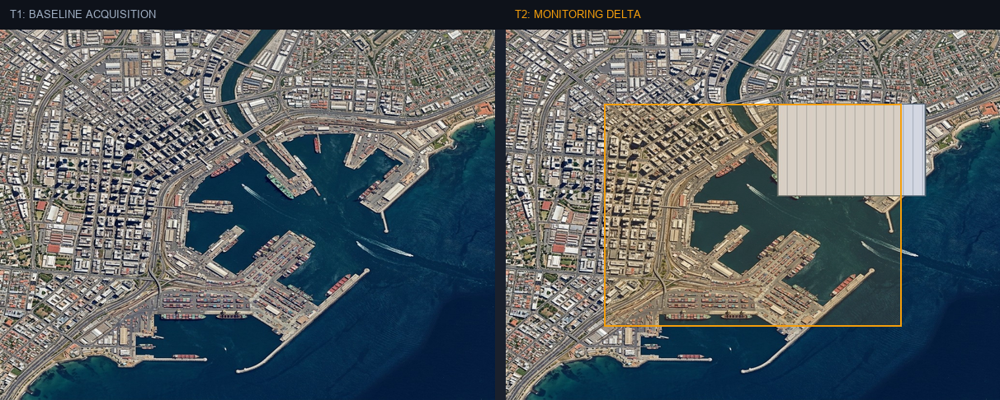 T1: BASELINE ACQUISITION
T2: MONITORING DELTA